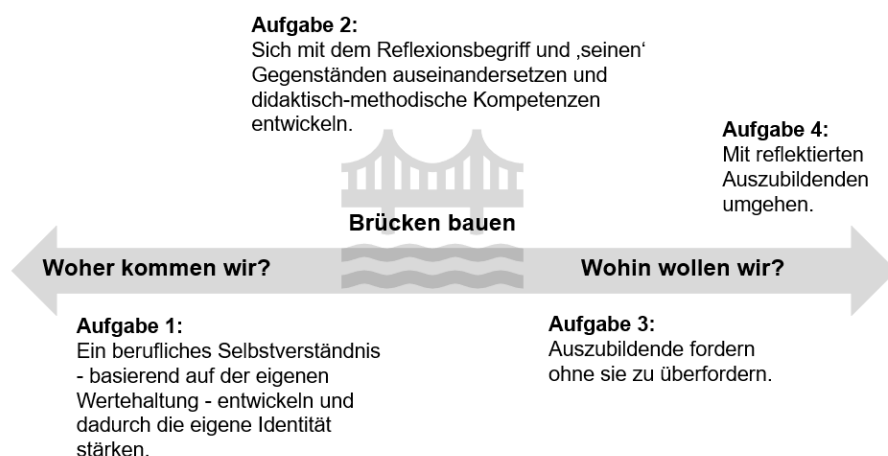 Aufgabe 2:
Sich mit dem Reflexionsbegriff und ‚seinen‘
Gegenständen auseinandersetzen und
didaktisch-methodische Kompetenzen
entwickeln.
Aufgabe 4:
Mit reflektierten
Auszubildenden
umgehen.
Brücken bauen
Woher kommen wir?
Wohin wollen wir?
Aufgabe 1:
Ein berufliches Selbstverständnis
- basierend auf der eigenen
Wertehaltung - entwickeln und
dadurch die eigene Identität
stärken.
Aufgabe 3:
Auszubildende fordern
ohne sie zu überfordern.